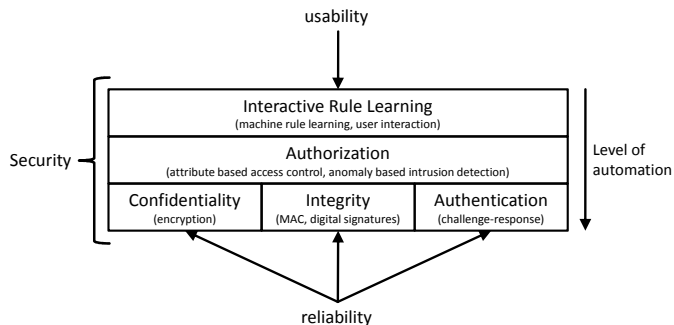 usability
Interactive Rule Learning
(machine rule learning, user interaction)
Security
Authorization
(attribute based access control, anomaly based intrusion detection)
Level of
automation
Confidentiality
(encryption)
Integrity
(MAC, digital signatures)
Authentication
(challenge-response)
reliability